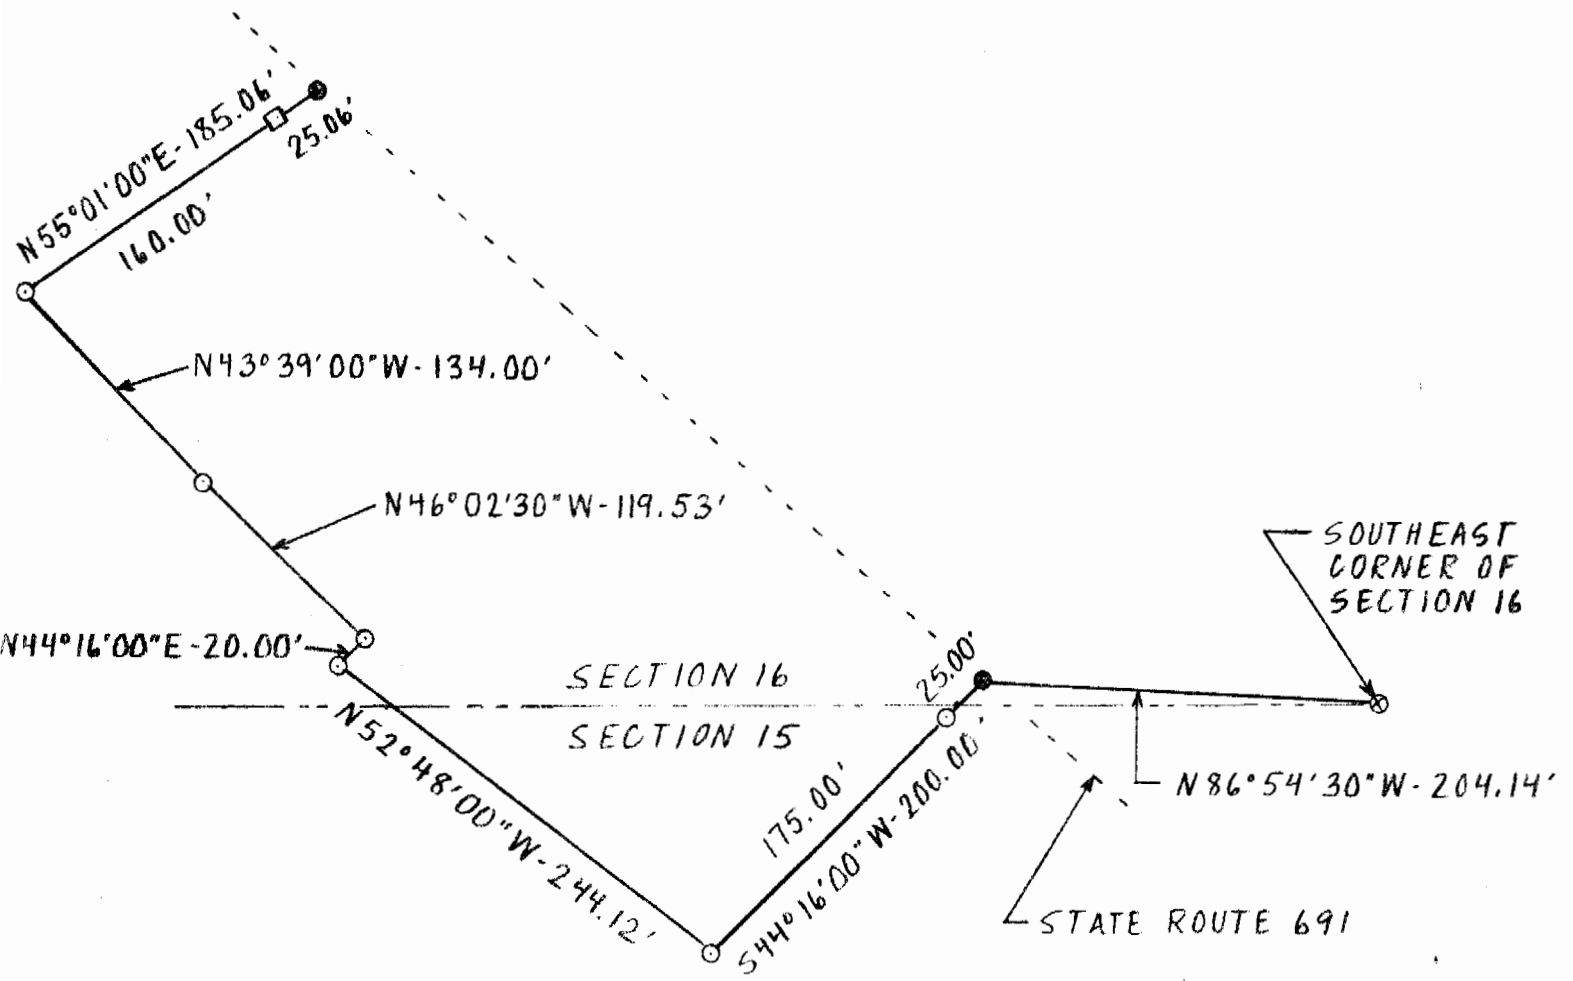 N55°01'00"E-185.06'
25.06'
160.00'
N43°39'00"W-134.00'
N46°02'30"W-119.53'
SOUTHEAST
CORNER OF
SECTION 16
N44°16'00"E-20.00'
25.00'
SECTION 16
SECTION 15
N52°48'00"W-244.12'
175.00'
S44°16'00"W-200.00'
N86°54'30"W-204.14'
STATE ROUTE 691